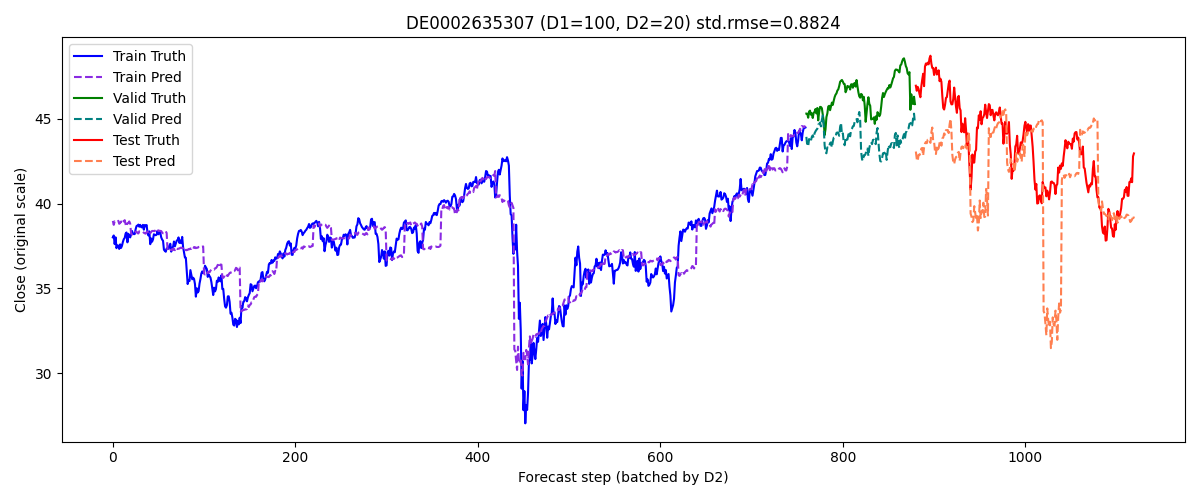 DE0002635307 (D1=100, D2=20) std.rmse=0.8824
Train Truth
Train Pred
Valid Truth
Valid Pred
Test Truth
Test Pred
Close (original scale)
45
40
35
30
0 200 400 600 800 1000
Forecast step (batched by D2)